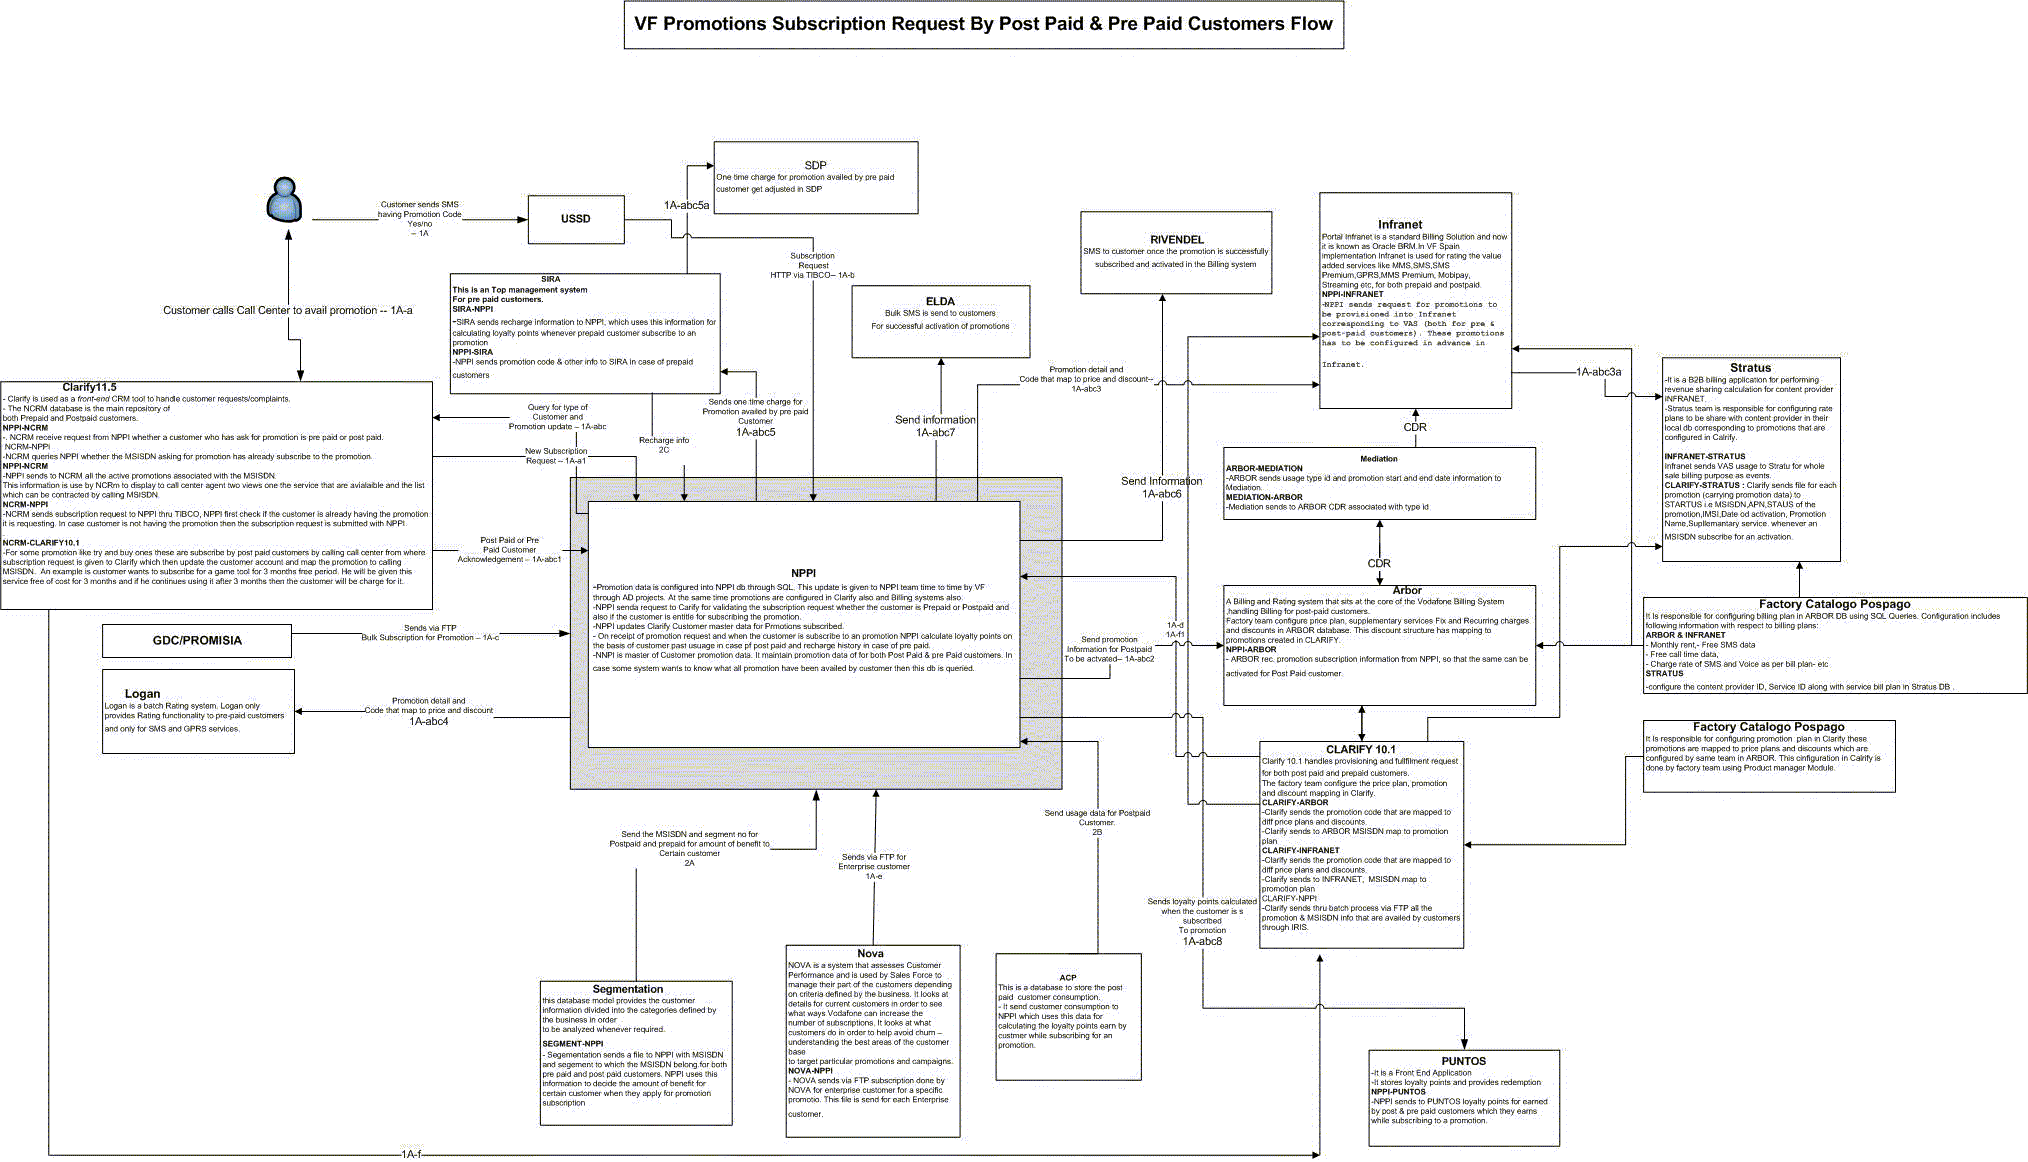 VF Promotions Subscription Request By Post Paid & Pre Paid Customers Flow
SDP
One time charge for promotion availed by pre paid
customer get adjusted in SDP
1A-abc5a
Customer sends SMS
having Promotion Code
Yes/no
– 1A
USSD
Subscription
Request
HTTP via TIBCO– 1A-b
Customer calls Call Center to avail promotion -- 1A-a
SIRA
This is an Top management system
For pre paid customers.
SIRA-NPPI
-SIRA sends recharge information to NPPI, which uses this information for
calculating loyalty points whenever prepaid customer subscribe to an
promotion
NPPI-SIRA
-NPPI sends promotion code & other info to SIRA in case of prepaid
customers
ELDA
Bulk SMS is send to customers
For successful activation of promotions
RIVENDEL
SMS to customer once the promotion is successfully
subscribed and activated in the Billing system
Infranet
Portal Infranet is a standard Billing Solution and now
it is known as Oracle BRM.In VF Spain
implementation Infranet is used for rating the value
added services like MMS,SMS,SMS
Premium,GPRS,MMS Premium, Mobipay,
Streaming etc, for both prepaid and postpaid.
NPPI-INFRANET
-NPPI sends request for promotions to
be provisioned into Infranet
corresponding to VAS (both for pre &
post-paid customers). These promotions
has to be configured in advance in
Infranet.
1A-abc3a
Stratus
-It is a B2B billing application for performing
revenue sharing calculation for content provider
INFRANET.
-Stratus team is responsible for configuring rate
plans to be share with content provider in their
local db corresponding to promotions that are
configured in Calrify.
INFRANET-STRATUS
Infranet sends VAS usage to Stratu for whole
sale billing purpose as events.
CLARIFY-STRATUS : Clarify sends file for each
promotion (carrying promotion data) to
STARTUS i.e MSISDN,APN,STAUS of the
promotion,IMSI,Date od activation, Promotion
Name,Supllemantary service. whenever an
MSISDN subscribe for an activation.
Clarify11.5
- Clarify is used as a front-end CRM tool to handle customer requests/complaints.
- The NCRM database is the main repository of
both Prepaid and Postpaid customers.
NPPI-NCRM
-. NCRM receive request from NPPI whether a customer who has ask for promotion is pre paid or post paid.
NCRM-NPPI
-NCRM queries NPPI whether the MSISDN asking for promotion has already subscribe to the promotion.
NPPI-NCRM
-NPPI sends to NCRM all the active promotions associated with the MSISDN.
This information is use by NCRm to display to call center agent two views one the service that are avialaible and the list
which can be contracted by calling MSISDN.
NCRM-NPPI
-NCRM sends subscription request to NPPI thru TIBCO, NPPI first check if the customer is already having the promotion
it is requesting. In case customer is not having the promotion then the subscription request is submitted with NPPI.
NCRM-CLARIFY10.1
-For some promotion like try and buy ones these are subscribe by post paid customers by calling call center from where
subscription request is given to Clarify which then update the customer account and map the promotion to calling
MSISDN. An example is customer wants to subscribe for a game tool for 3 months free period. He will be given this
service free of cost for 3 months and if he continues using it after 3 months then the customer will be charge for it.
Query for type of
Customer and
Promotion update – 1A-abc
New Subscription
Request – 1A-a1
Recharge info
2C
Sends one time charge for
Promotion availed by pre paid
Customer
1A-abc5
Send information
1A-abc7
Promotion detail and
Code that map to price and discount--
1A-abc3
Send Information
1A-abc6
CDR
Mediation
ARBOR-MEDIATION
-ARBOR sends usage type id and promotion start and end date information to
Mediation.
MEDIATION-ARBOR
-Mediation sends to ARBOR CDR associated with type id
CDR
Post Paid or Pre
Paid Customer
Acknowledgement – 1A-abc1
NPPI
-Promotion data is configured into NPPI db through SQL. This update is given to NPPI team time to time by VF
through AD projects. At the same time promotions are configured in Clarify also and Billing systems also.
-NPPI senda request to Carify for validating the subscription request whether the customer is Prepaid or Postpaid and
also if the customer is entitle for subscribing the promotion.
-NPPI updates Clarify Customer master data for Prmotions subscribed.
- On receipt of promotion request and when the customer is subscribe to an promotion NPPI calculate loyalty points on
the basis of customer past usuage in case pf post paid and recharge history in case of pre paid.
-NNPI is master of Customer promotion data. It maintain promotion data of for both Post Paid & pre Paid customers. In
case some system wants to know what all promotion have been availed by customer then this db is queried.
GDC/PROMISIA
Sends via FTP
Bulk Subscription for Promotion – 1A-c
Logan
Logan is a batch Rating system. Logan only
provides Rating functionality to pre-paid customers
and only for SMS and GPRS services.
Promotion detail and
Code that map to price and discount
1A-abc4
1A-d
1A-f1
Send promotion
Information for Postpaid
To be actvated– 1A-abc2
Arbor
A Billing and Rating system that sits at the core of the Vodafone Billing System
,handling Billing for post-paid customers.
Factory team configure price plan, supplementary services Fix and Recurring charges
and discounts in ARBOR database. This discount structure has mapping to
promotions created in CLARIFY.
NPPI-ARBOR
- ARBOR rec. promotion subscription information from NPPI, so that the same can be
activated for Post Paid customer.
Factory Catalogo Pospago
It Is responsible for configuring billing plan in ARBOR DB using SQL Queries. Configuration includes
following information with respect to billing plans:
ARBOR & INFRANET
- Monthly rent,- Free SMS data
- Free call time data,
- Charge rate of SMS and Voice as per bill plan- etc
STRATUS
-configure the content provider ID, Service ID along with service bill plan in Stratus DB .
Factory Catalogo Pospago
It Is responsible for configuring promotion plan in Clarify these
promotions are mapped to price plans and discounts which are
configured by same team in ARBOR. This cinfiguration in Calrify is
done by factory team using Product manager Module.
CLARIFY 10.1
Clarify 10.1 handles provisioning and fullfilment request
for both post paid and prepaid customers.
The factory team configure the price plan, promotion
and discount mapping in Clarify.
CLARIFY-ARBOR
-Clarify sends the promotion code that are mapped to
diff price plans and discounts.
-Clarify sends to ARBOR MSISDN map to promotion
plan
CLARIFY-INFRANET
-Clarify sends the promotion code that are mapped to
diff price plans and discounts.
-Clarify sends to INFRANET, MSISDN map to
promotion plan
CLARIFY-NPPI
-Clarify sends thru batch process via FTP all the
promotion & MSISDN info that are availed by customers
through IRIS.
Send the MSISDN and segment no for
Postpaid and prepaid for amount of benefit to
Certain customer
2A
Sends via FTP for
Enterprise customer
1A-e
Send usage data for Postpaid
Customer.
2B
Sends loyalty points calculated
when the customer is s
subscribed
To promotion
1A-abc8
Segmentation
this database model provides the customer
information divided into the categories defined by
the business in order
to be analyzed whenever required.
SEGMENT-NPPI
- Segementation sends a file to NPPI with MSISDN
and segement to which the MSISDN belong.for both
pre paid and post paid customers. NPPI uses this
information to decide the amount of benefit for
certain customer when they apply for promotion
subscription
Nova
NOVA is a system that assesses Customer
Performance and is used by Sales Force to
manage their part of the customers depending
on criteria defined by the business. It looks at
details for current customers in order to see
what ways Vodafone can increase the
number of subscriptions. It looks at what
customers do in order to help avoid churn –
understanding the best areas of the customer
base
to target particular promotions and campaigns.
NOVA-NPPI
- NOVA sends via FTP subscription done by
NOVA for enterprise customer for a specific
promotio. This file is send for each Enterprise
customer.
ACP
This is a database to store the post
paid customer consumption.
- It send customer consumption to
NPPI which uses this data for
calculating the loyalty points earn by
custmer while subscribing for an
promotion.
PUNTOS
-It is a Front End Application
-It stores loyalty points and provides redemption
NPPI-PUNTOS
-NPPI sends to PUNTOS loyalty points for earned
by post & pre paid customers which they earns
while subscribing to a promotion.
1A-f